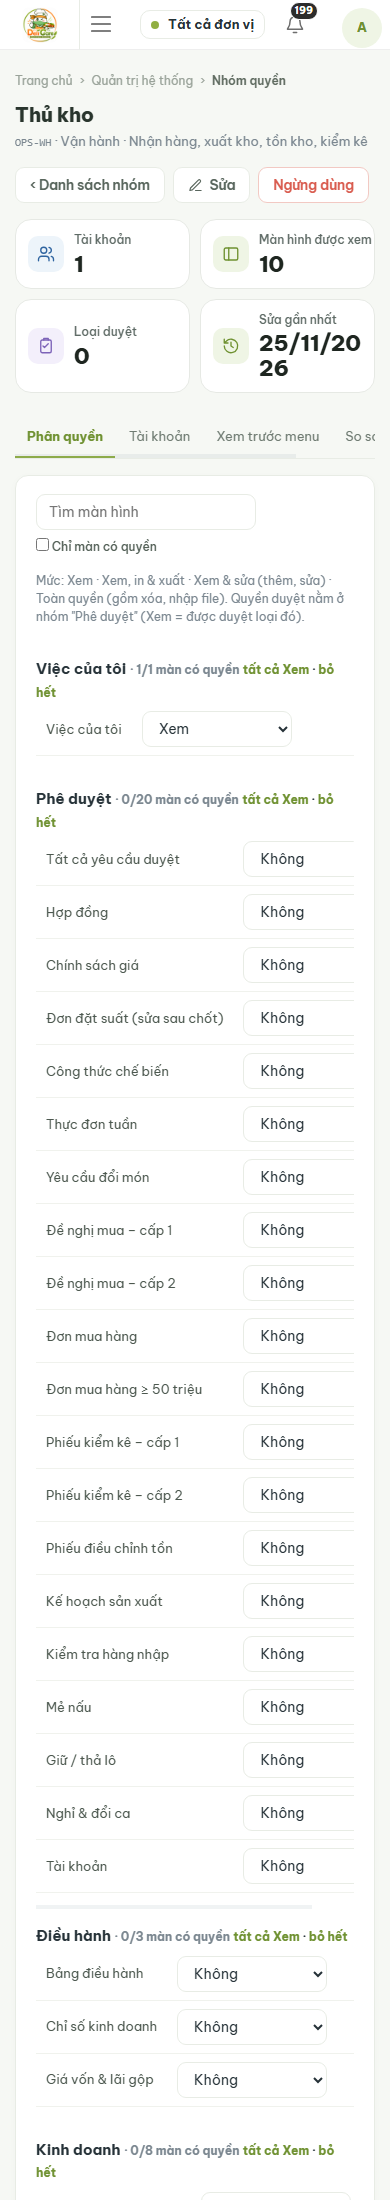 Tất cả đơn vị
199
A
Trang chủ › Quản trị hệ thống › Nhóm quyền
Thủ kho
OPS-WH · Vận hành · Nhận hàng, xuất kho, tồn kho, kiểm kê
‹ Danh sách nhóm
Sửa
Ngừng dùng
Tài khoản
1
Màn hình được xem
10
Loại duyệt
0
Sửa gần nhất
25/11/20
26
Phân quyền
Tài khoản
Xem trước menu
So
Tìm màn hình
Chỉ màn có quyền
Mức: Xem · Xem, in & xuất · Xem & sửa (thêm, sửa) ·
Toàn quyền (gồm xóa, nhập file). Quyền duyệt nằm ở
nhóm "Phê duyệt" (Xem = được duyệt loại đó).
Việc của tôi · 1/1 màn có quyền tất cả Xem · bỏ
hết
Việc của tôi Xem
Phê duyệt · 0/20 màn có quyền tất cả Xem · bỏ
hết
Tất cả yêu cầu duyệt Không
Hợp đồng Không
Chính sách giá Không
Đơn đặt suất (sửa sau chốt) Không
Công thức chế biến Không
Thực đơn tuần Không
Yêu cầu đổi món Không
Đề nghị mua – cấp 1 Không
Đề nghị mua – cấp 2 Không
Đơn mua hàng Không
Đơn mua hàng ≥ 50 triệu Không
Phiếu kiểm kê – cấp 1 Không
Phiếu kiểm kê – cấp 2 Không
Phiếu điều chỉnh tồn Không
Kế hoạch sản xuất Không
Kiểm tra hàng nhập Không
Mẻ nấu Không
Giữ / thả lô Không
Nghỉ & đổi ca Không
Tài khoản Không
Điều hành · 0/3 màn có quyền tất cả Xem · bỏ hết
Bảng điều hành Không
Chỉ số kinh doanh Không
Giá vốn & lãi gộp Không
Kinh doanh · 0/8 màn có quyền tất cả Xem · bỏ
hết